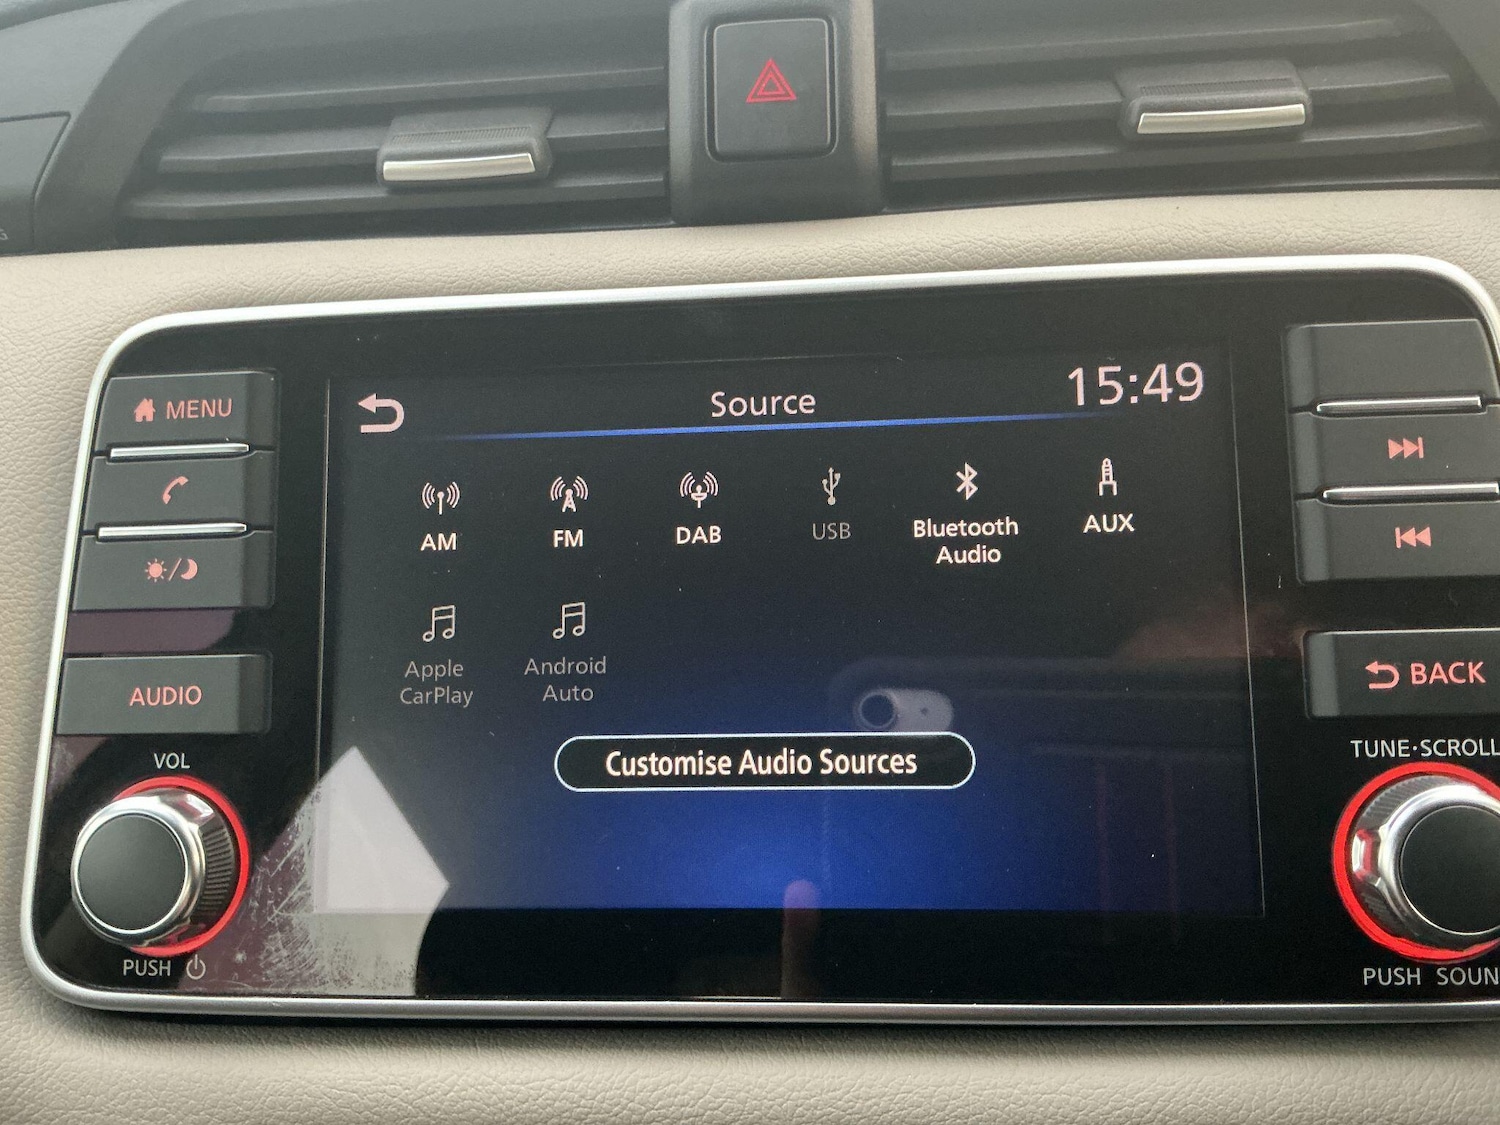 MENU
Source
15:49
AM
FM
DAB
USB
Bluetooth
Audio
AUX
Apple
CarPlay
Android
Auto
Customise Audio Sources
AUDIO
BACK
VOL
TUNE·SCROLL
PUSH
PUSH SOUN